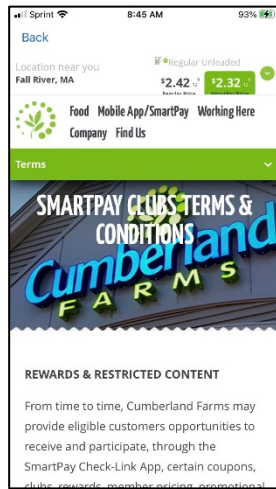 Sprint 8:45 AM 93%
Back
Location near you
Fall River, MA
Regular Unleaded
$2.42
$2.32
Food Mobile App/SmartPay Working Here
Company Find Us
Terms
SMARTPAY CLUBS TERMS &
CONDITIONS
Cumberland
FARMS
REWARDS & RESTRICTED CONTENT
From time to time, Cumberland Farms may
provide eligible customers opportunities to
receive and participate, through the
SmartPay Check-Link App, certain coupons,
clubs, rewards, member pricing, promotional